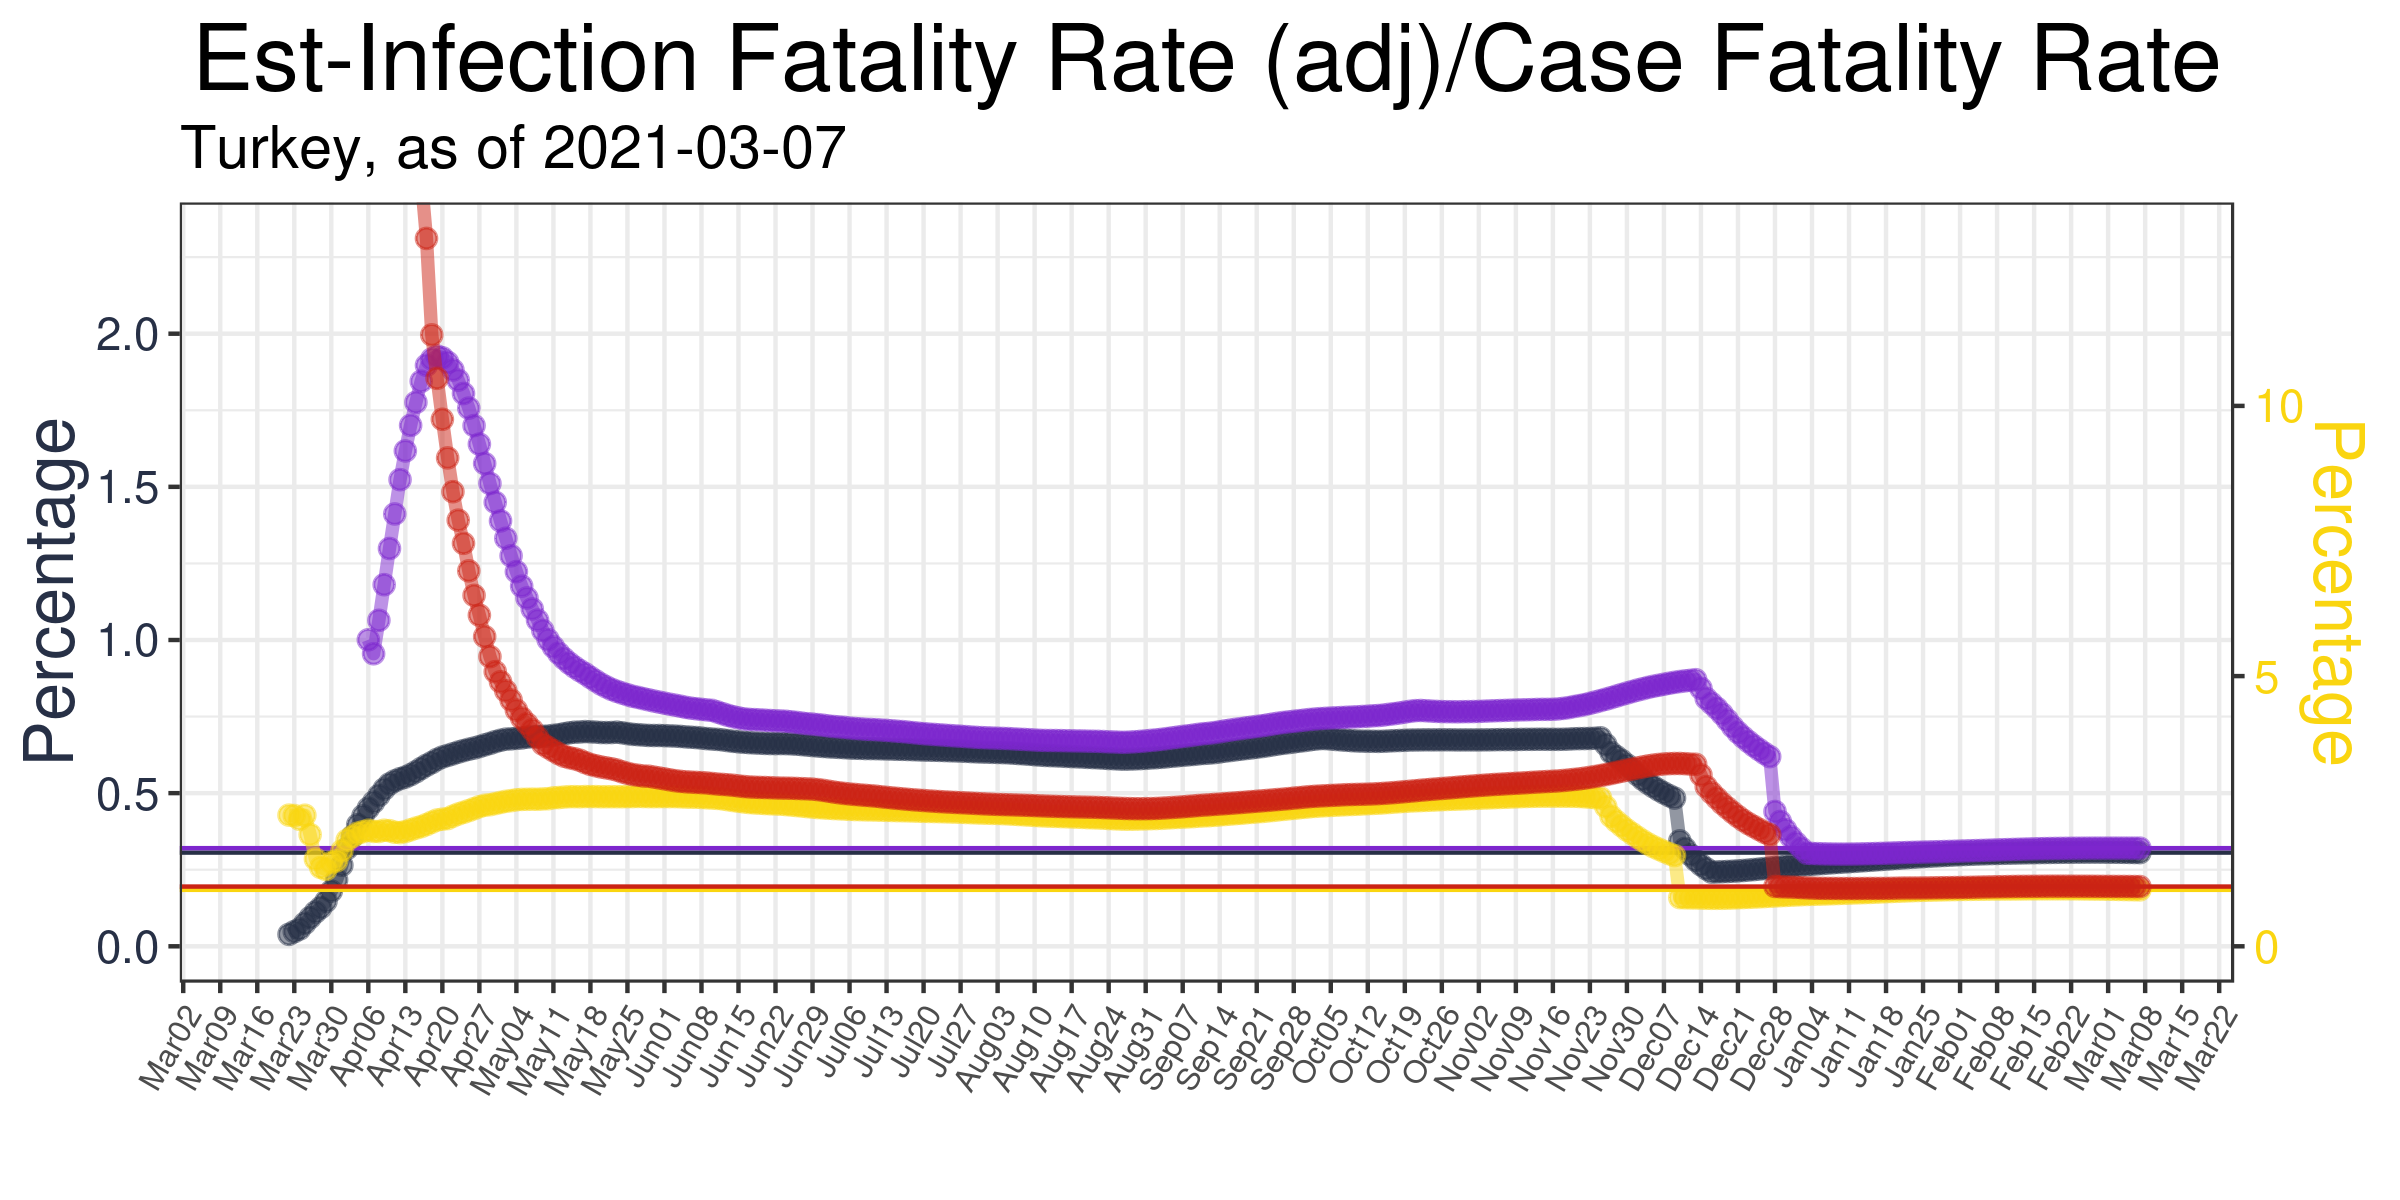 Est-Infection Fatality Rate (adj)/Case Fatality Rate
Turkey, as of 2021-03-07
Percentage
2.0
1.5
1.0
0.5
0.0
10
5
0
Percentage
Mar02
Mar09
Mar16
Mar23
Mar30
Apr06
Apr13
Apr20
Apr27
May04
May11
May18
May25
Jun01
Jun08
Jun15
Jun22
Jun29
Jul06
Jul13
Jul20
Jul27
Aug03
Aug10
Aug17
Aug24
Aug31
Sep07
Sep14
Sep21
Sep28
Oct05
Oct12
Oct19
Oct26
Nov02
Nov09
Nov16
Nov23
Nov30
Dec07
Dec14
Dec21
Dec28
Jan04
Jan11
Jan18
Jan25
Feb01
Feb08
Feb15
Feb22
Mar01
Mar08
Mar15
Mar22